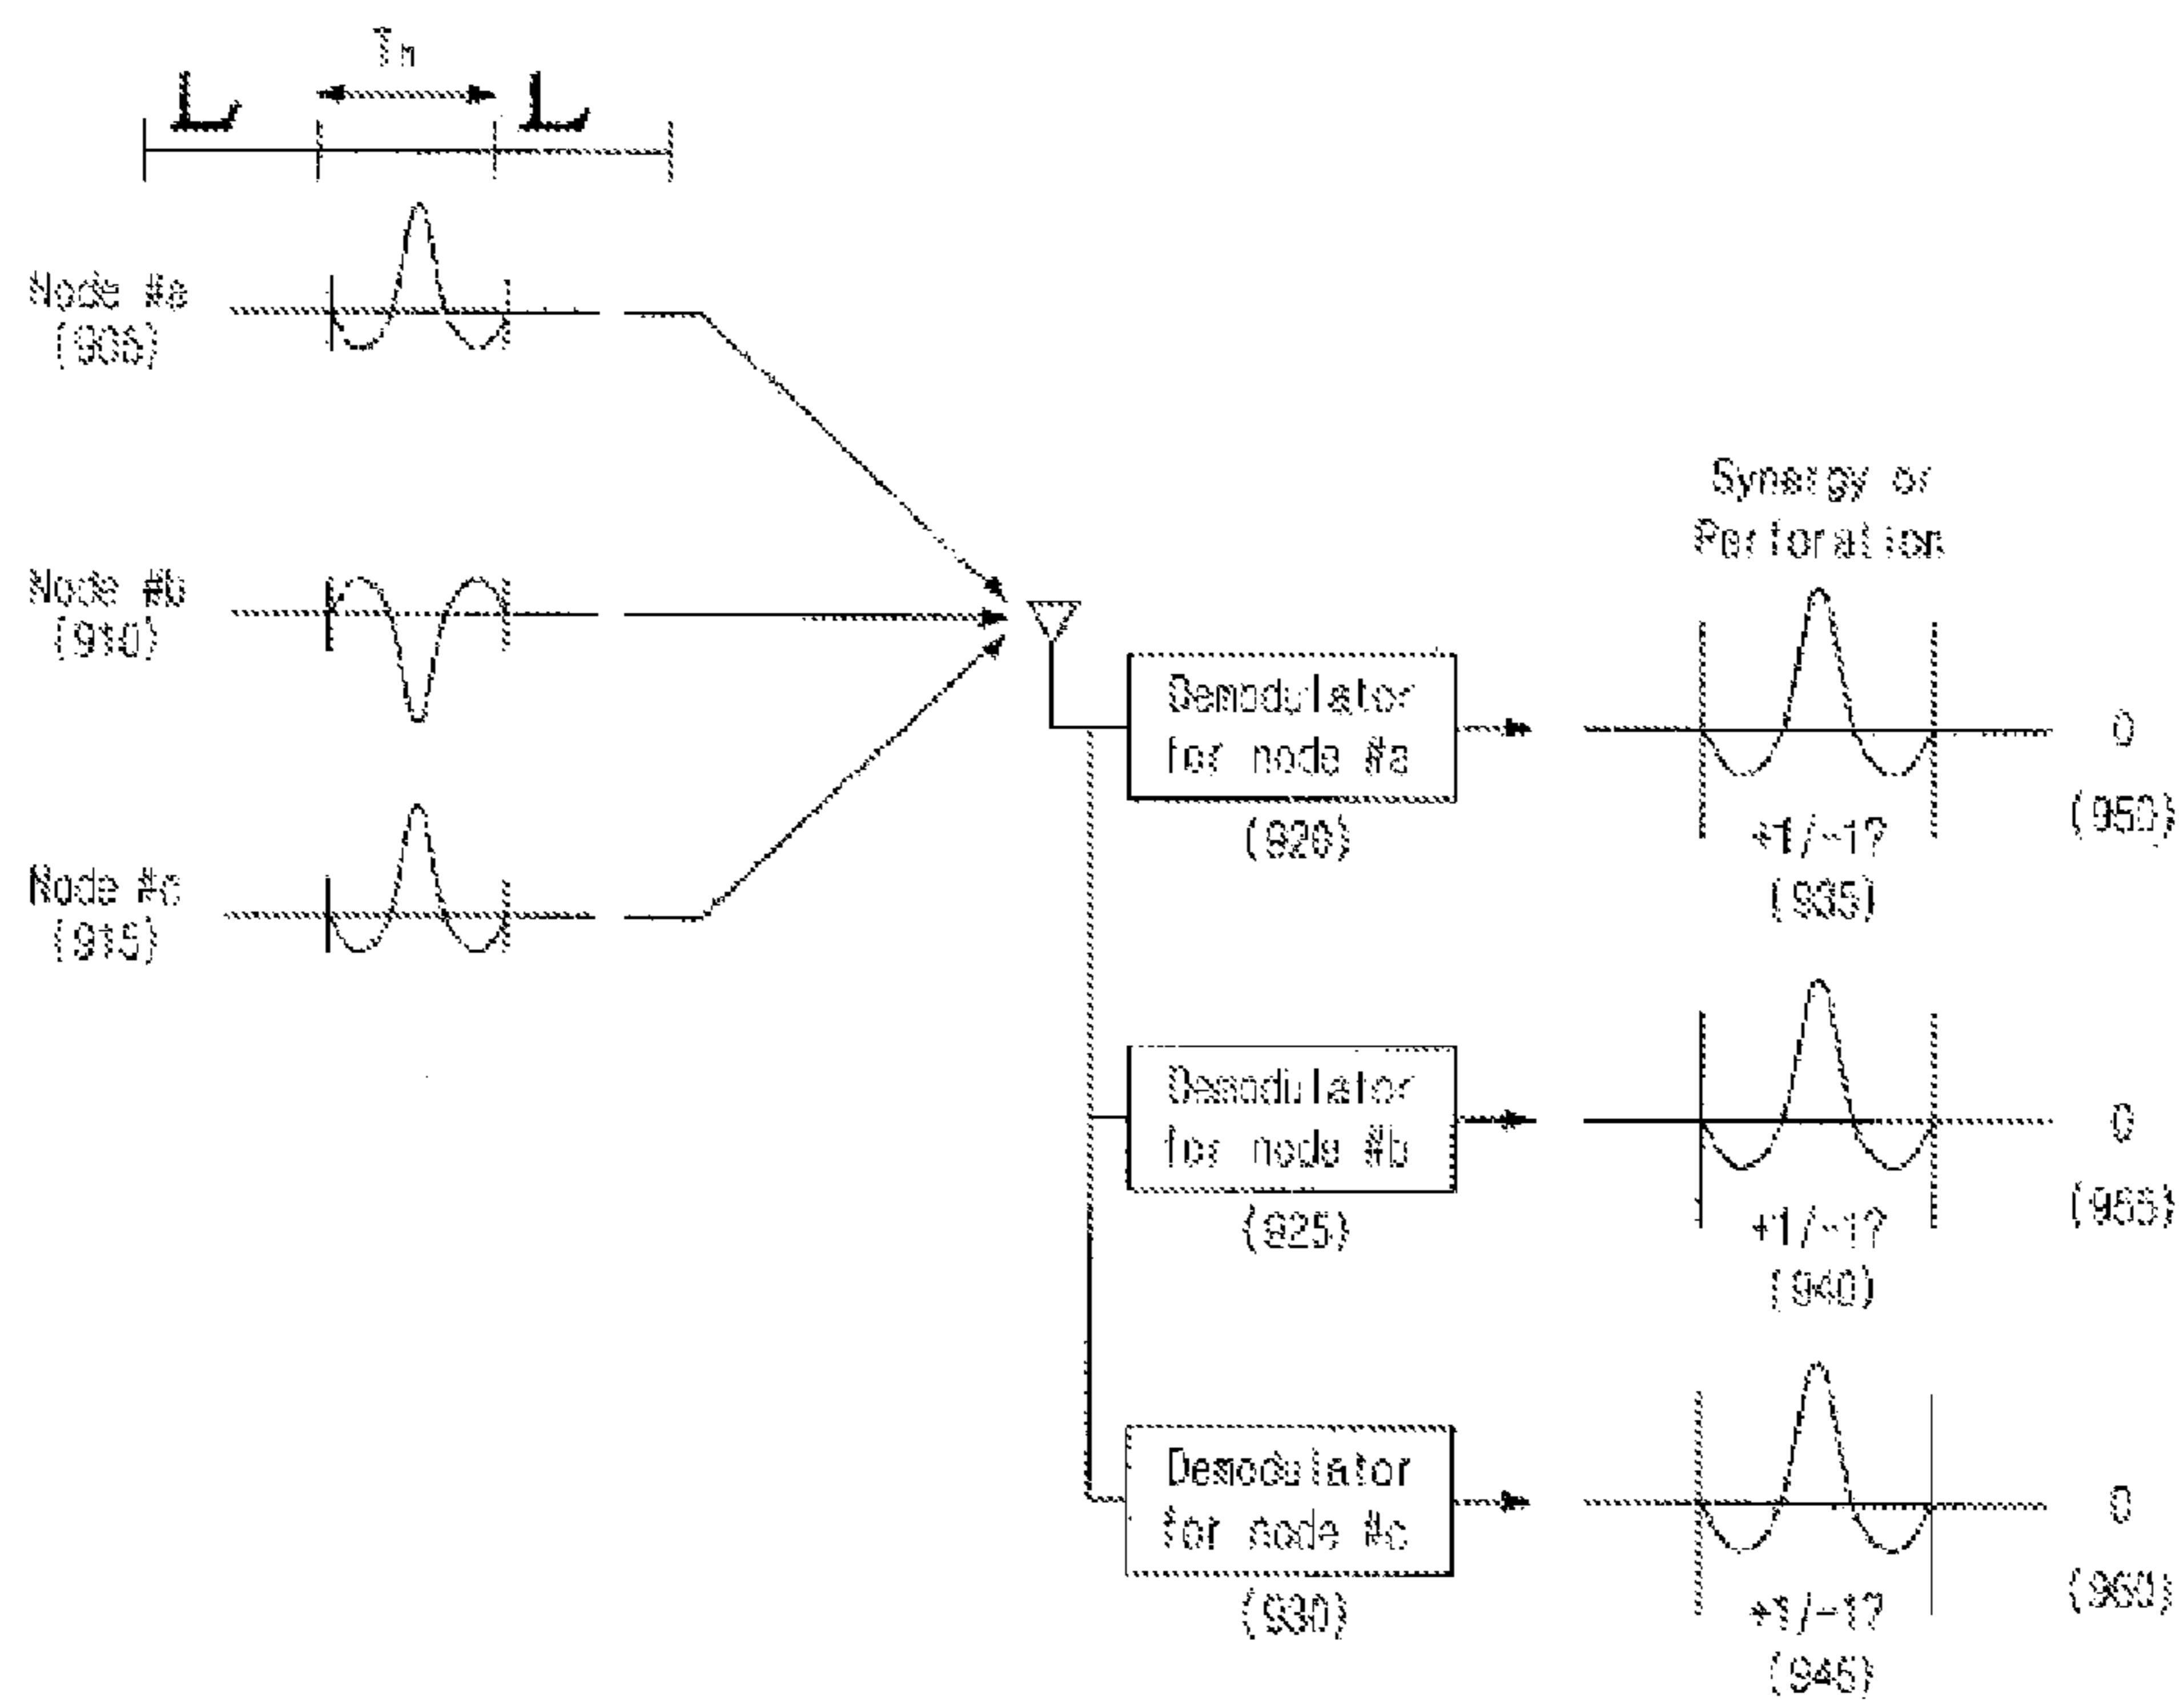 Tm
L L
Node #a
(905)
Node #b
(910)
Node #c
(915)
Synergy or
Perforation
Demodulator
for node #a
(920)
+1/-1?
(935)
0
(950)
Demodulator
for node #b
(925)
+1/-1?
(940)
0
(955)
Demodulator
for node #c
(930)
+1/-1?
(945)
0
(960)